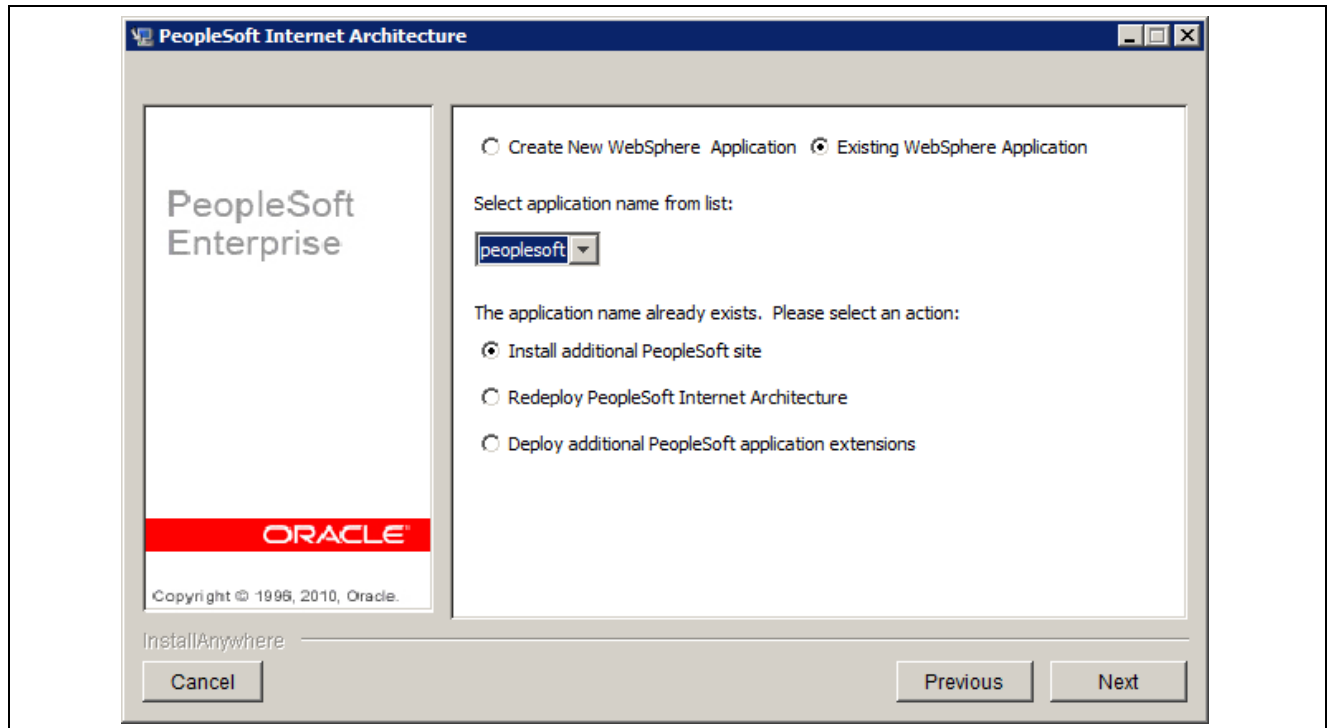 PeopleSoft Internet Architecture
Create New WebSphere  Application
Existing WebSphere Application
PeopleSoft
Enterprise
Select application name from list:
peoplesoft
The application name already exists.  Please select an action:
Install additional PeopleSoft site
Redeploy PeopleSoft Internet Architecture
Deploy additional PeopleSoft application extensions
ORACLE
Copyright © 1996, 2010, Oracle.
InstallAnywhere
Cancel
Previous
Next